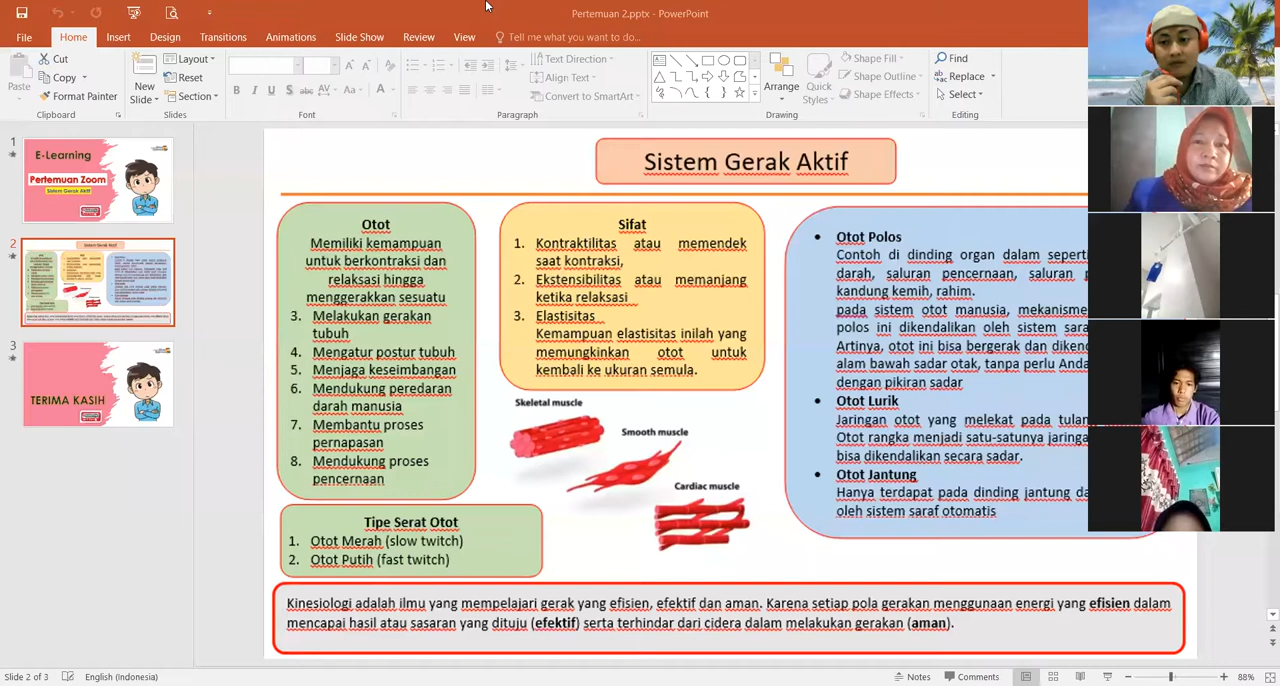 Pertemuan 2.pptx - PowerPoint
File
Home
Insert
Design
Transitions
Animations
Slide Show
Review
View
Tell me what you want to do...
Paste
Cut
Copy
Format Painter
Clipboard
New
Slide
Layout
Reset
Section
Slides
B I U S abc AV Aa A
Font
Text Direction
Align Text
Convert to SmartArt
Paragraph
Arrange
Quick
Styles
Shape Fill
Shape Outline
Shape Effects
Drawing
Find
Replace
Select
Editing
1
E-Learning
Pertemuan Zoom
Sistem Gerak Aktif
2
3
TERIMA KASIH
Sistem Gerak Aktif
Otot
Memiliki kemampuan
untuk berkontraksi dan
relaksasi hingga
menggerakkan sesuatu
3. Melakukan gerakan
tubuh
4. Mengatur postur tubuh
5. Menjaga keseimbangan
6. Mendukung peredaran
darah manusia
7. Membantu proses
pernapasan
8. Mendukung proses
pencernaan
Tipe Serat Otot
1. Otot Merah (slow twitch)
2. Otot Putih (fast twitch)
Sifat
1. Kontraktilitas atau memendek
saat kontraksi,
2. Ekstensibilitas atau memanjang
ketika relaksasi
3. Elastisitas
Kemampuan elastisitas inilah yang
memungkinkan otot untuk
kembali ke ukuran semula.
Skeletal muscle
Smooth muscle
Cardiac muscle
• Otot Polos
Contoh di dinding organ dalam seperti
darah, saluran pencernaan, saluran
kandung kemih, rahim.
pada sistem otot manusia, mekanisme
polos ini dikendalikan oleh sistem
Artinya, otot ini bisa bergerak dan
alam bawah sadar otak, tanpa perlu Anda
dengan pikiran sadar
• Otot Lurik
Jaringan otot yang melekat pada
Otot rangka menjadi satu-satunya
bisa dikendalikan secara sadar.
• Otot Jantung
Hanya terdapat pada dinding jantung
oleh sistem saraf otomatis
Kinesiologi adalah ilmu yang mempelajari gerak yang efisien, efektif dan aman. Karena setiap pola gerakan menggunaan energi yang efisien dalam
mencapai hasil atau sasaran yang dituju (efektif) serta terhindar dari cidera dalam melakukan gerakan (aman).
Slide 2 of 3
English (Indonesia)
Notes
Comments
88%